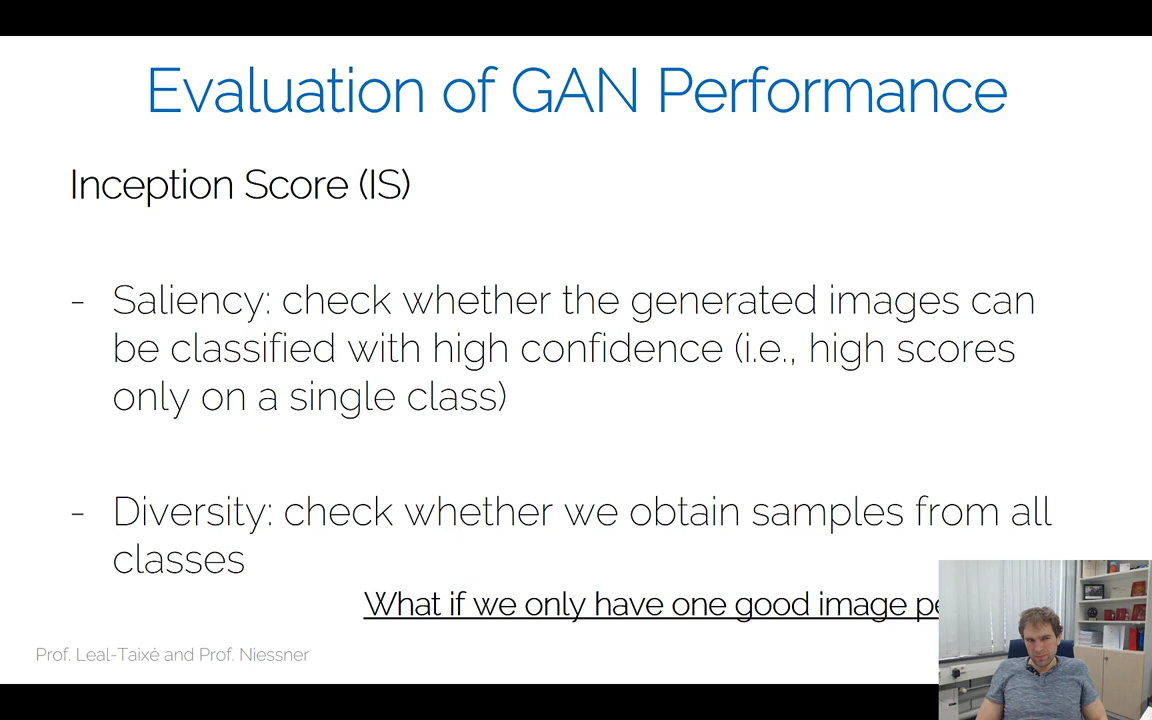 Evaluation of GAN Performance
Inception Score (IS)
- Saliency: check whether the generated images can
be classified with high confidence (i.e., high scores
only on a single class)
- Diversity: check whether we obtain samples from all
classes
What if we only have one good image
Prof. Leal-Taixé and Prof. Niessner